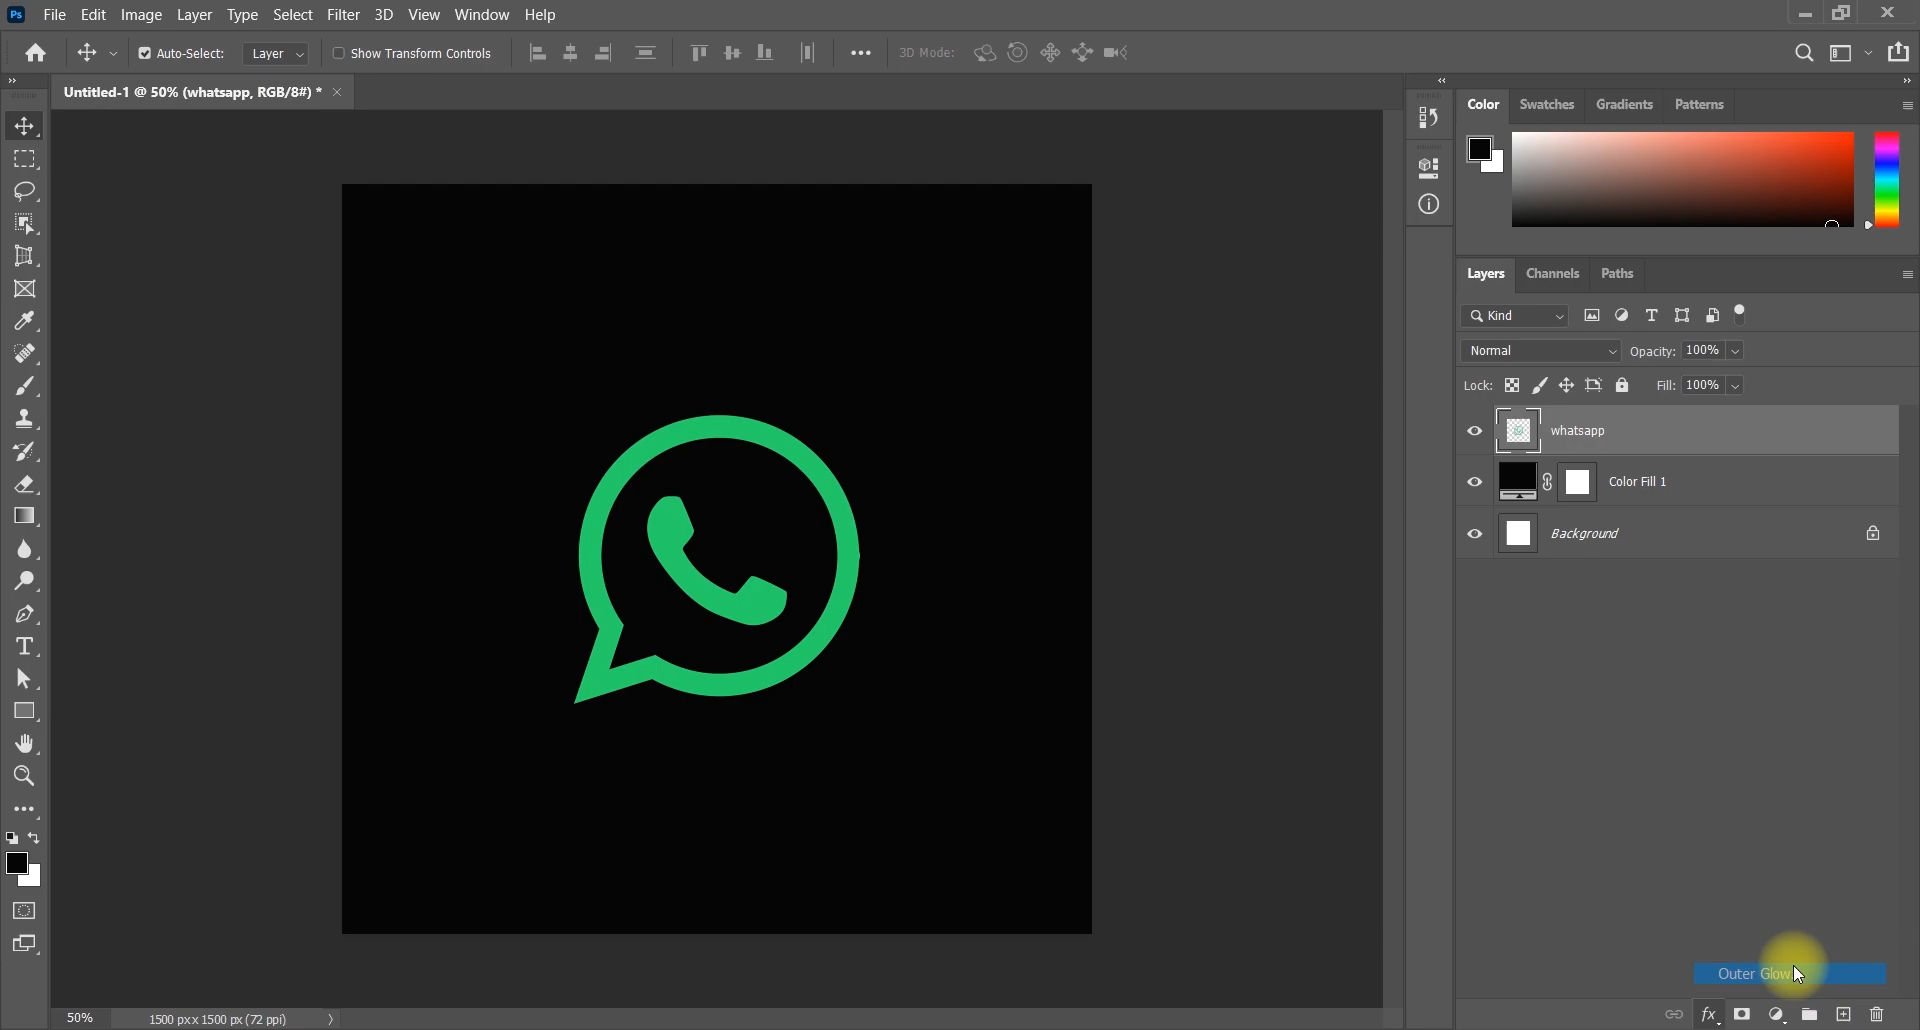 Ps File Edit Image Layer Type Select Filter 3D View Window Help
Auto-Select: Layer Show Transform Controls 3D Mode:
Untitled-1 @ 50% (whatsapp, RGB/8#) *
Color Swatches Gradients Patterns
Layers Channels Paths
Kind
Normal Opacity: 100%
Lock: Fill: 100%
whatsapp
Color Fill 1
Background
Outer Glow
50% 1500 px x 1500 px (72 ppi)
fx